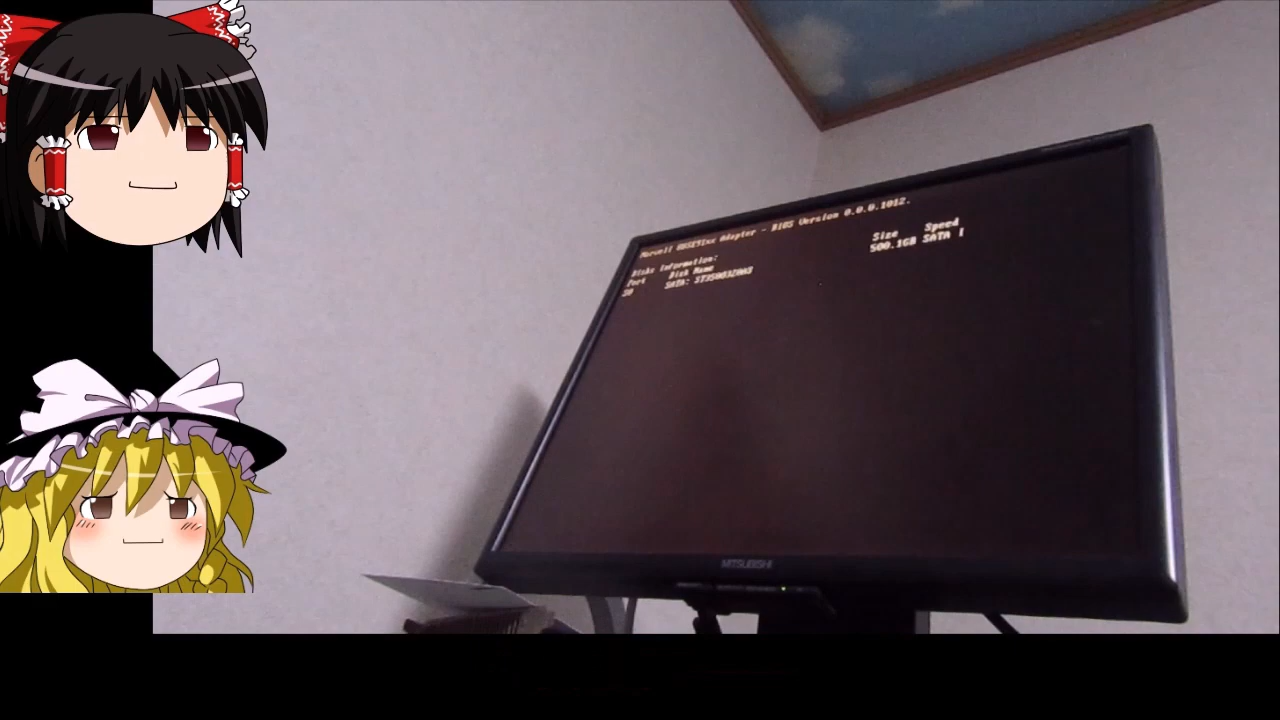 Marvell 88SE91xx Adapter - BIOS Version 0.0.0.1012.
Disks Information:
Port Disk Name Size Speed
S0 SATA: 500.1GB SATA
MITSUBISHI